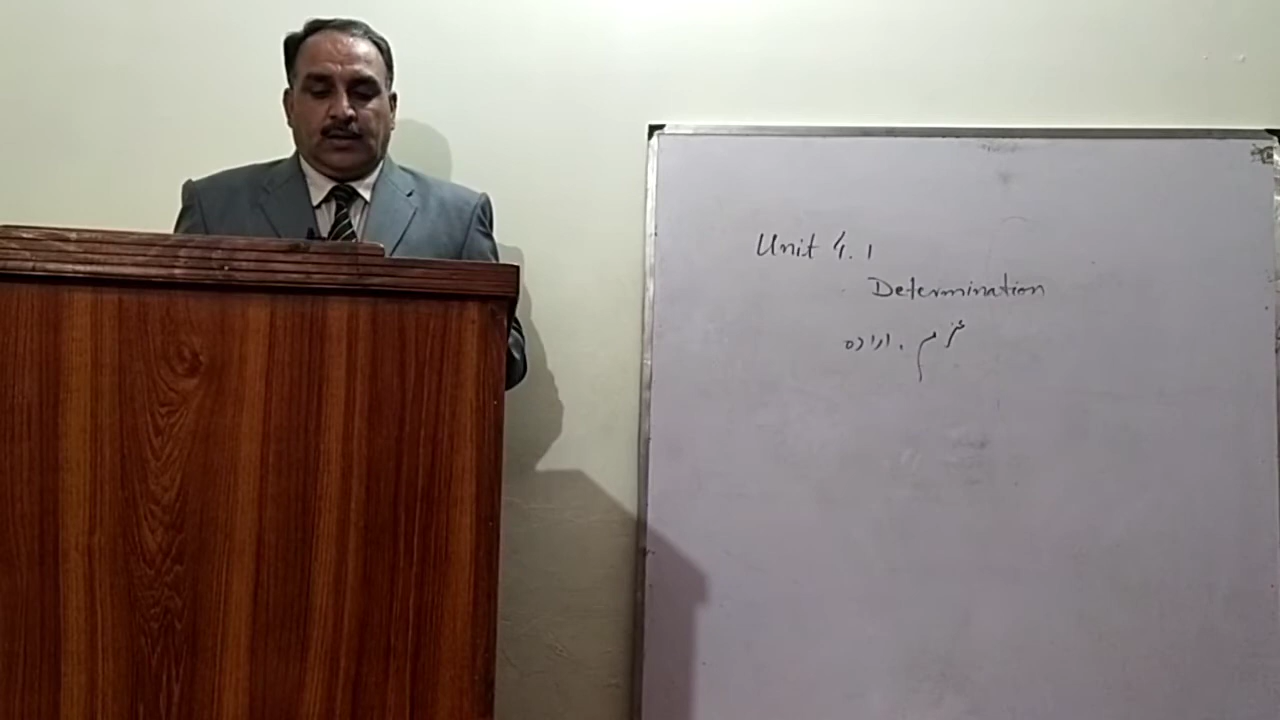 Unit 4.1
Determination
عزم ، ارادہ